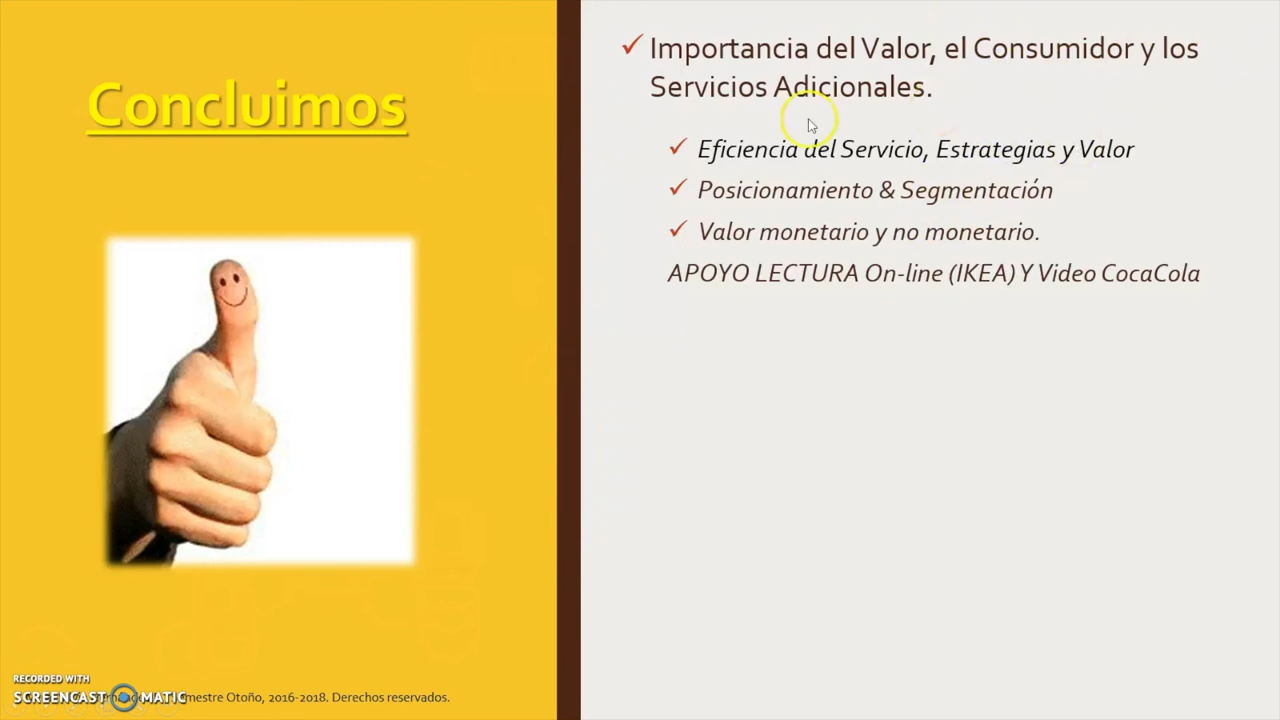 Concluimos
Importancia del Valor, el Consumidor y los
Servicios Adicionales.
Eficiencia del Servicio, Estrategias y Valor
Posicionamiento & Segmentación
Valor monetario y no monetario.
APOYO LECTURA On-line (IKEA) Y Video CocaCola
RECORDED WITH
SCREENCAST MATIC
Otoño, 2016-2018. Derechos reservados.